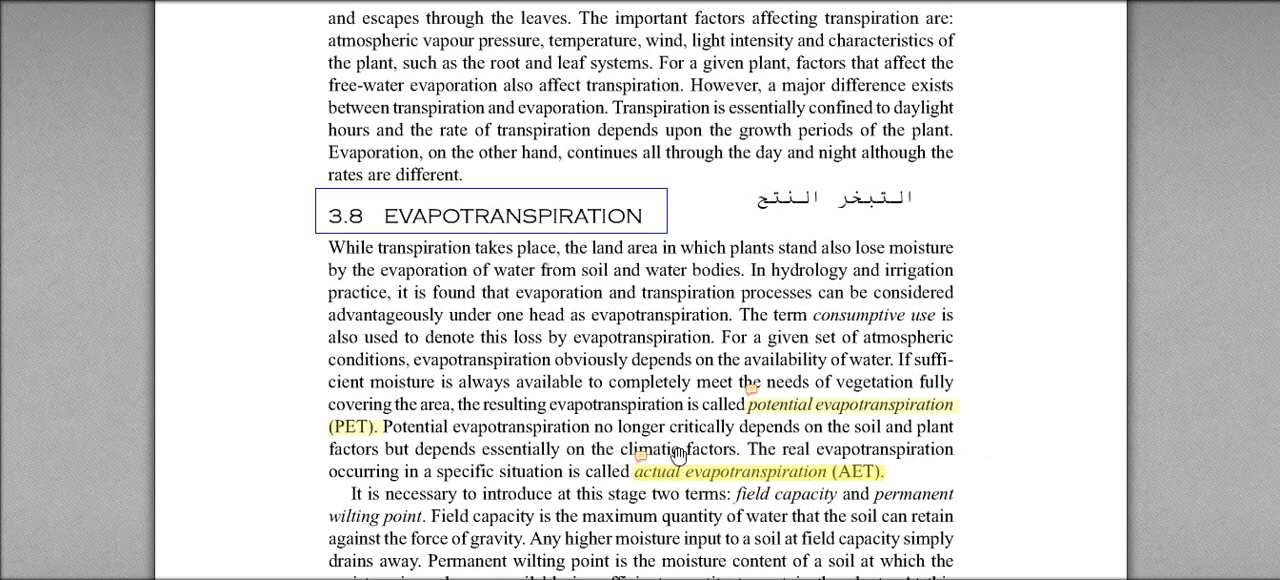 and escapes through the leaves. The important factors affecting transpiration are:
atmospheric vapour pressure, temperature, wind, light intensity and characteristics of
the plant, such as the root and leaf systems. For a given plant, factors that affect the
free-water evaporation also affect transpiration. However, a major difference exists
between transpiration and evaporation. Transpiration is essentially confined to daylight
hours and the rate of transpiration depends upon the growth periods of the plant.
Evaporation, on the other hand, continues all through the day and night although the
rates are different.
التبخر النتح
3.8 EVAPOTRANSPIRATION
While transpiration takes place, the land area in which plants stand also lose moisture
by the evaporation of water from soil and water bodies. In hydrology and irrigation
practice, it is found that evaporation and transpiration processes can be considered
advantageously under one head as evapotranspiration. The term consumptive use is
also used to denote this loss by evapotranspiration. For a given set of atmospheric
conditions, evapotranspiration obviously depends on the availability of water. If suffi-
cient moisture is always available to completely meet the needs of vegetation fully
covering the area, the resulting evapotranspiration is called potential evapotranspiration
(PET). Potential evapotranspiration no longer critically depends on the soil and plant
factors but depends essentially on the climatic factors. The real evapotranspiration
occurring in a specific situation is called actual evapotranspiration (AET).
It is necessary to introduce at this stage two terms: field capacity and permanent
wilting point. Field capacity is the maximum quantity of water that the soil can retain
against the force of gravity. Any higher moisture input to a soil at field capacity simply
drains away. Permanent wilting point is the moisture content of a soil at which the